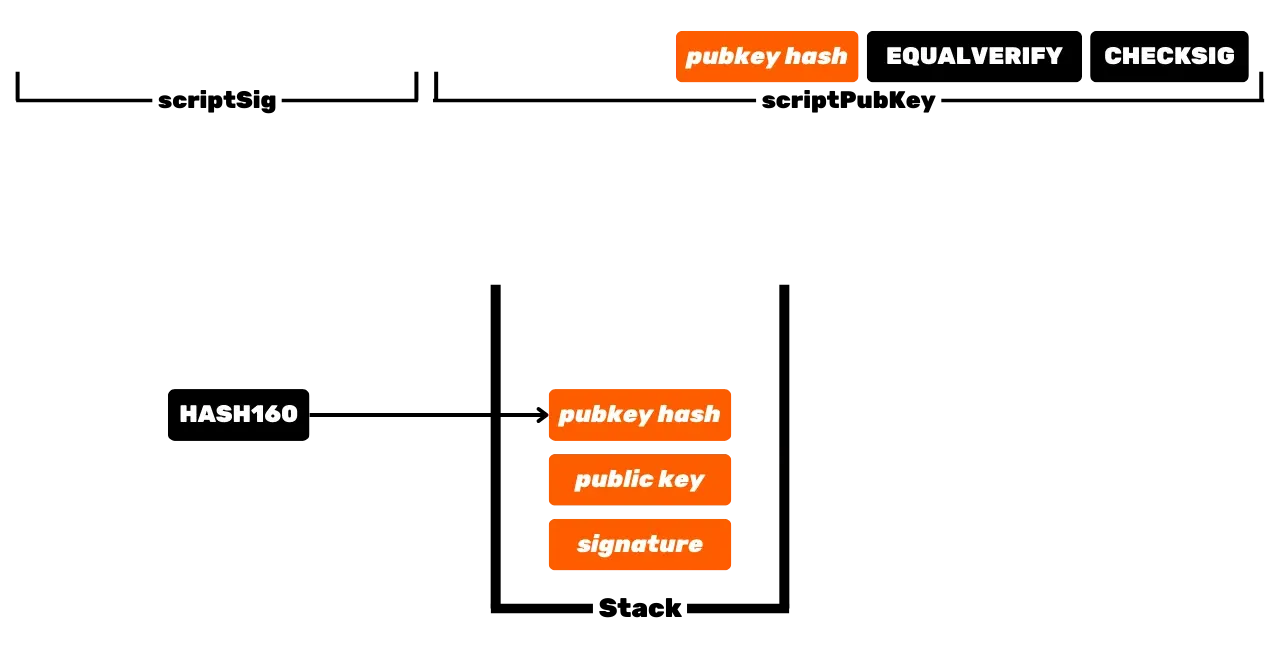 pubkey hash EQUALVERIFY CHECKSIG
scriptSig scriptPubKey
HASH160 pubkey hash
public key
signature
Stack